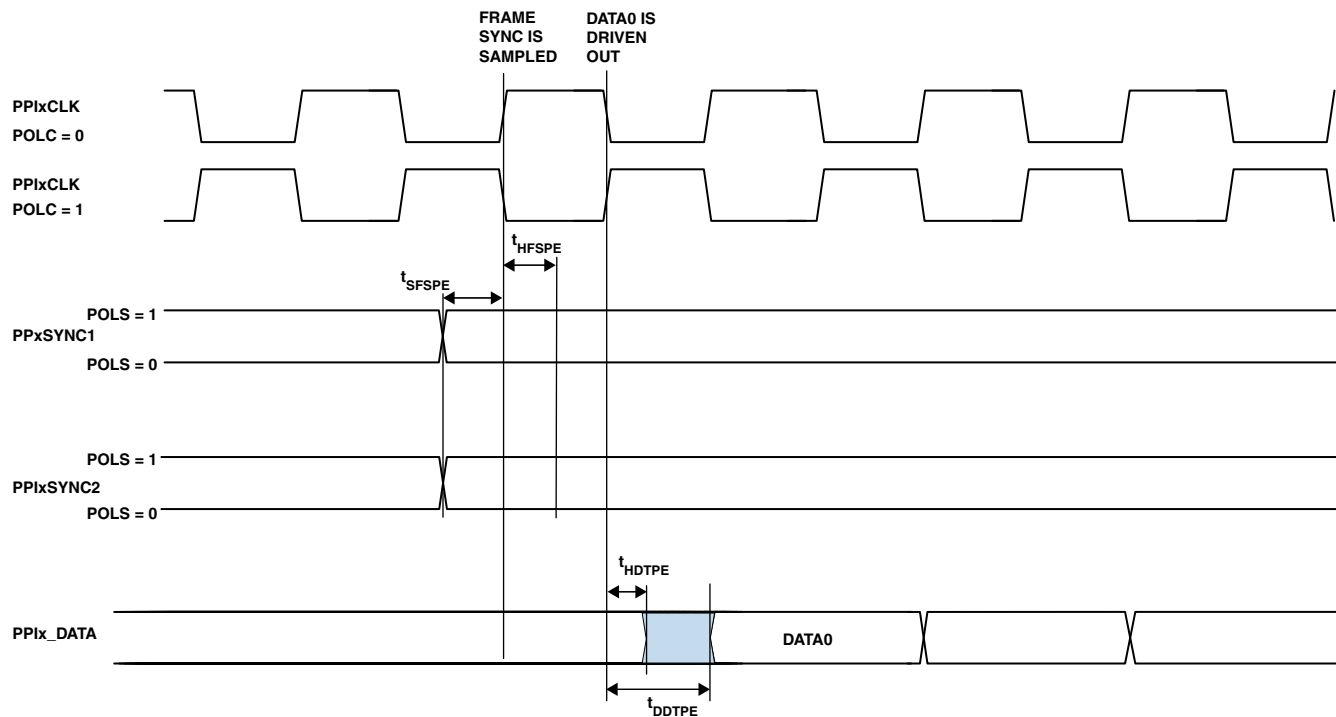 FRAME
SYNC IS
SAMPLED
DATA0 IS
DRIVEN
OUT
PPIxCLK
POLC = 0
PPIxCLK
POLC = 1
tHFSPE
tSFSPE
POLS = 1
PPxSYNC1
POLS = 0
POLS = 1
PPIxSYNC2
POLS = 0
tHDTPE
PPIx_DATA
DATA0
tDDTPE